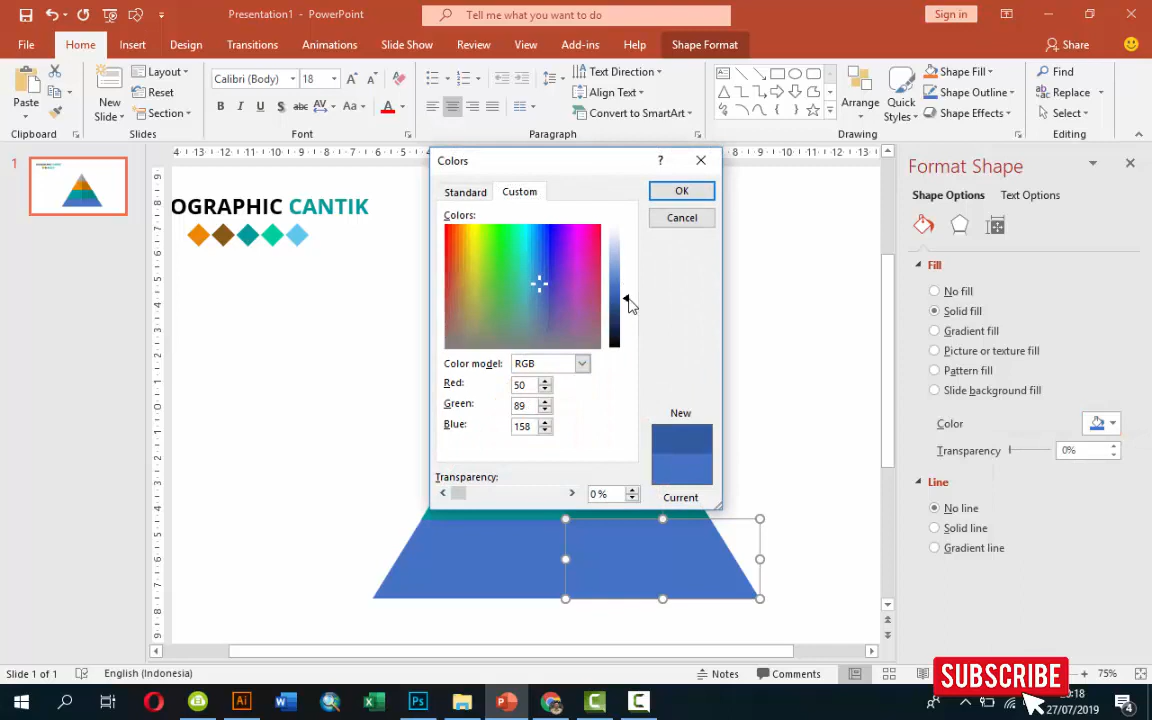 Presentation1 - PowerPoint
Tell me what you want to do
Sign in
File
Home
Insert
Design
Transitions
Animations
Slide Show
Review
View
Add-ins
Help
Shape Format
Share
Paste
New
Slide
Layout
Reset
Section
Calibri (Body)
18
B
I
U
S
abc
AV
Aa
A
Text Direction
Align Text
Convert to SmartArt
Arrange
Quick
Styles
Shape Fill
Shape Outline
Shape Effects
Find
Replace
Select
Clipboard
Slides
Font
Paragraph
Drawing
Editing
1
OGRAPHIC CANTIK
Colors
?
Standard
Custom
OK
Cancel
Colors:
Color model:
RGB
Red:
50
Green:
89
Blue:
158
New
Current
Transparency:
0 %
Format Shape
Shape Options
Text Options
Fill
No fill
Solid fill
Gradient fill
Picture or texture fill
Pattern fill
Slide background fill
Color
Transparency
0%
Line
No line
Solid line
Gradient line
Slide 1 of 1
English (Indonesia)
Notes
Comments
75%
SUBSCRIBE
:18
27/07/2019
4